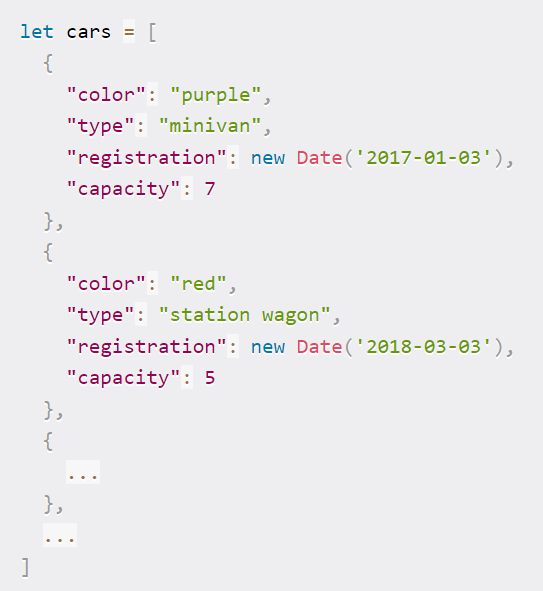 let cars = [
  {
    "color": "purple",
    "type": "minivan",
    "registration": new Date('2017-01-03'),
    "capacity": 7
  },
  {
    "color": "red",
    "type": "station wagon",
    "registration": new Date('2018-03-03'),
    "capacity": 5
  },
  {
    ...
  },
  ...
]